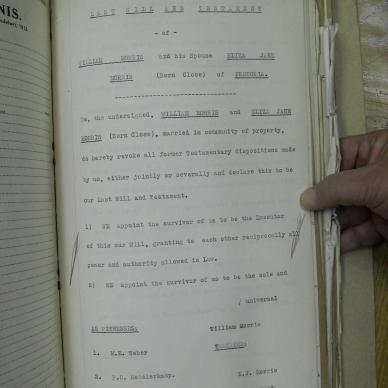 NIS.
LAST WILL AND TESTAMENT
- of -
WILLIAM MORRIS and his Spouse ELIZA JANE
MORRIS (Born Close) of PRETORIA.
--------------------------------
We, the undersigned, WILLIAM MORRIS and ELIZA JANE
MORRIS (Born Close), married in community of property,
do hereby revoke all former Testamentary Dispositions made
by us, either jointly or severally and declare this to be
our Last Will and Testament.
1) WE appoint the survivor of us to be the Executor
of this our Will, granting to each other reciprocally all
power and authority allowed in Law.
2) WE appoint the survivor of us to be the sole and
/ universal
AS WITNESSES:
William Morris
1. M.E. Weber
2. P.C.
E.J. Morris